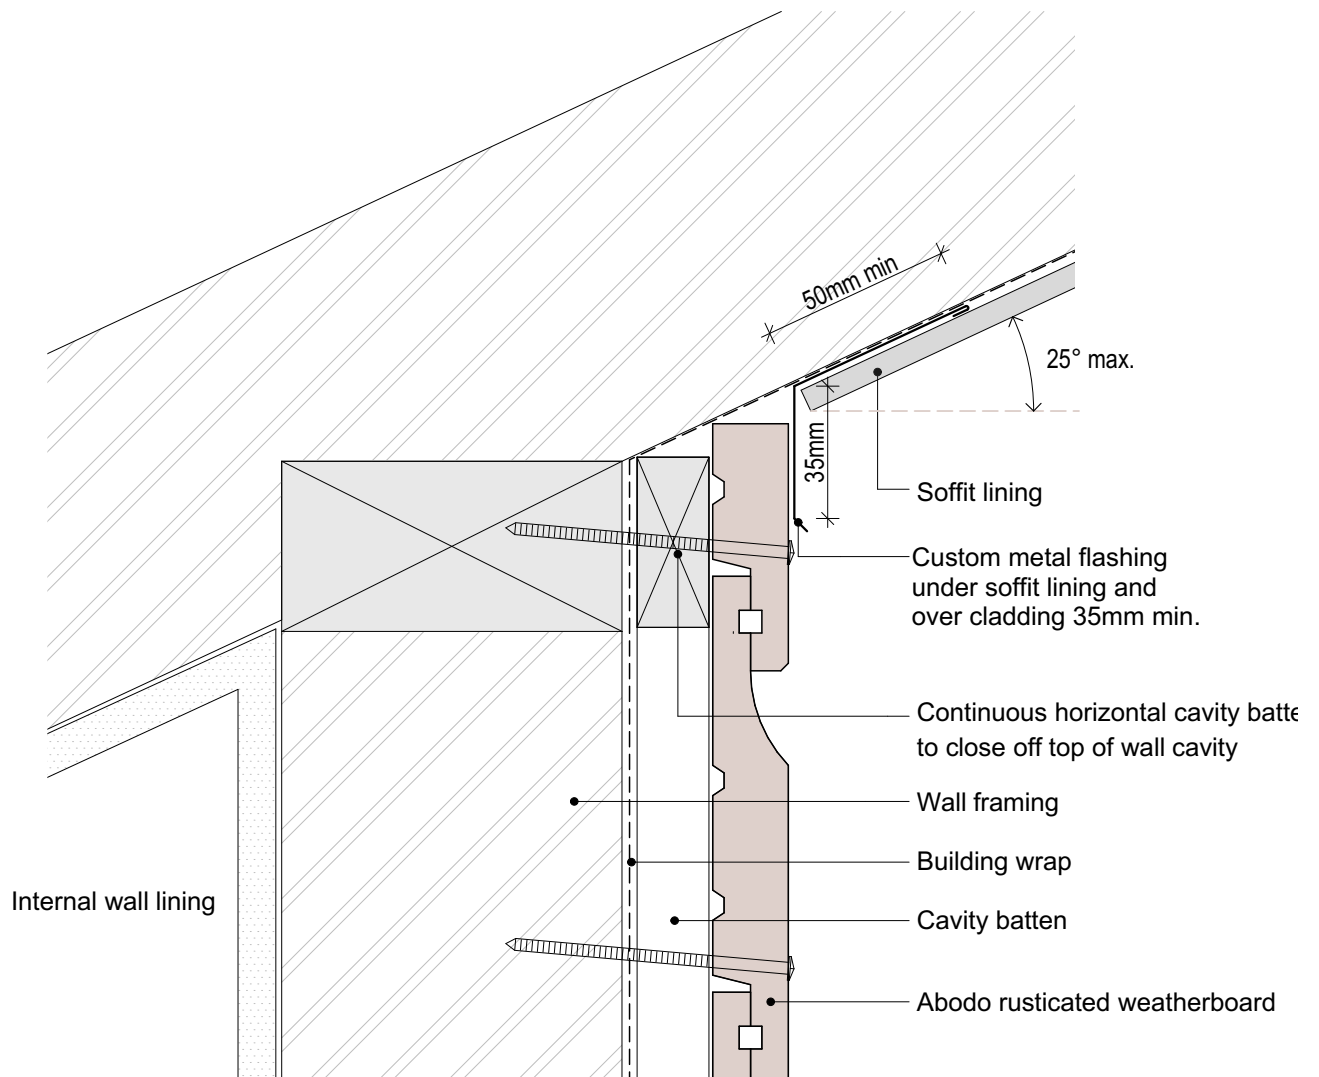 50mm min
25° max.
35mm
Soffit lining
Custom metal flashing
under soffit lining and
over cladding 35mm min.
Continuous horizontal cavity batte
to close off top of wall cavity
Wall framing
Building wrap
Internal wall lining
Cavity batten
Abodo rusticated weatherboard